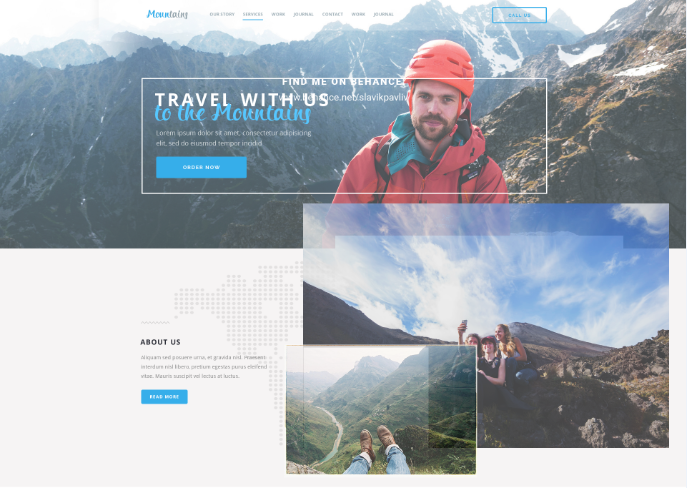 Mountains
OUR STORY SERVICES WORK JOURNAL CONTACT WORK JOURNAL
CALL US
FIND ME ON BEHANCE
www.behance.net/slavikpavliv
TRAVEL WITH US
to the Mountains
Lorem ipsum dolor sit amet, consectetur adipisicing
elit, sed do eiusmod tempor incidid
ORDER NOW
ABOUT US
Aliquam sed posuere urna, et gravida nisl. Praesent
interdum nisl libero, pretium egestas purus eleifend
vitae. Mauris suscipit vel lectus at luctus.
READ MORE